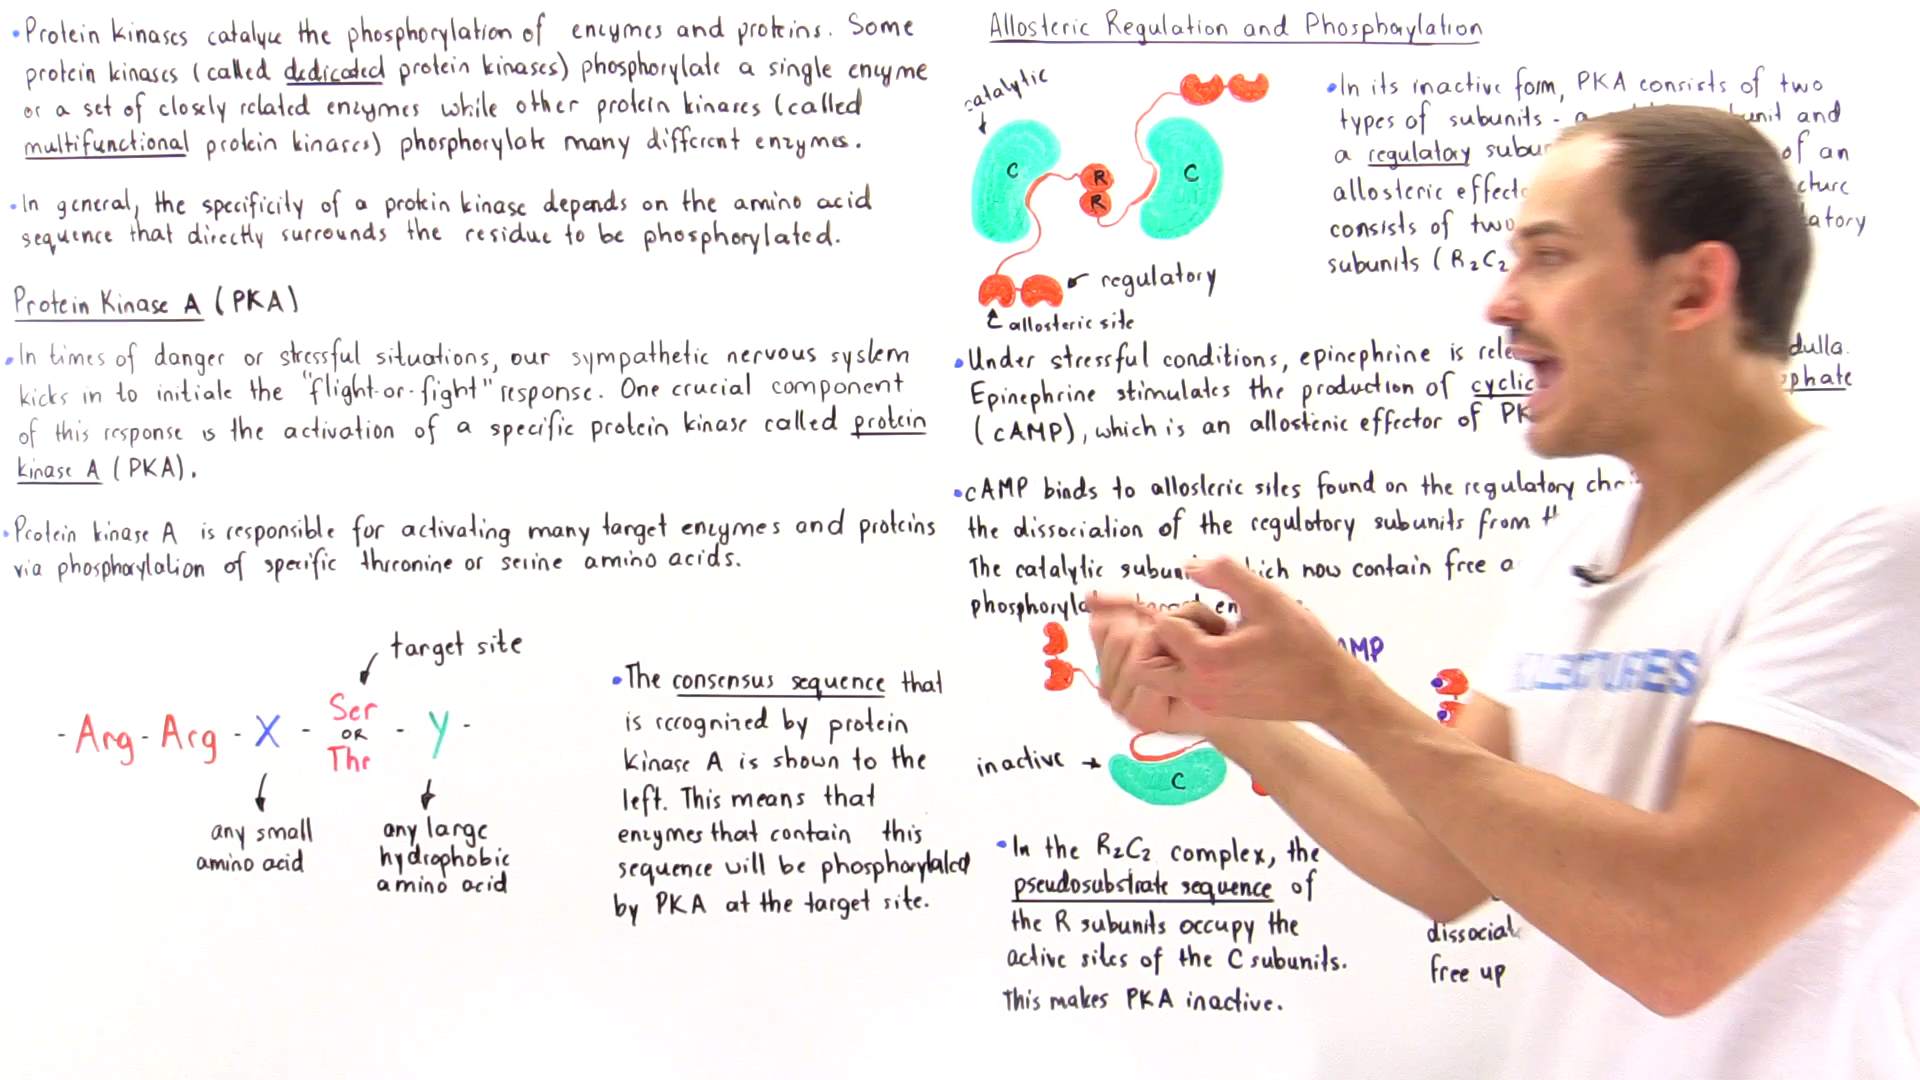 •Protein kinases catalyze the phosphorylation of enzymes and proteins. Some
protein kinases (called dedicated protein kinases) phosphorylate a single enzyme
or a set of closely related enzymes while other protein kinases (called
multifunctional protein kinases) phosphorylate many different enzymes.
•In general, the specificity of a protein kinase depends on the amino acid
sequence that directly surrounds the residue to be phosphorylated.
Protein Kinase A (PKA)
•In times of danger or stressful situations, our sympathetic nervous system
kicks in to initiate the "flight-or-fight" response. One crucial component
of this response is the activation of a specific protein kinase called protein
kinase A (PKA).
•Protein kinase A is responsible for activating many target enzymes and proteins
via phosphorylation of specific threonine or serine amino acids.
target site
-Arg-Arg-X-Ser
OR
Thr
-Y-
any small
amino acid
any large
hydrophobic
amino acid
•The consensus sequence that
is recognized by protein
kinase A is shown to the
left. This means that
enzymes that contain this
sequence will be phosphorylated
by PKA at the target site.
Allosteric Regulation and Phosphorylation
catalytic
C
R
R
C
regulatory
allosteric site
•In its inactive form, PKA consists of two
types of subunits - a unit and
a regulatory of an
allosteric
consists of two
subunits (R2C2
•Under stressful conditions, epinephrine is
Epinephrine stimulates the production of cyclic
(cAMP), which is an allosteric effector of
•cAMP binds to allosteric sites found on the regulatory
the dissociation of the regulatory subunits from
The catalytic now contain free
inactive
C
•In the R2C2 complex, the
pseudosubstrate sequence of
the R subunits occupy the
active sites of the C subunits.
This makes PKA inactive.
free up